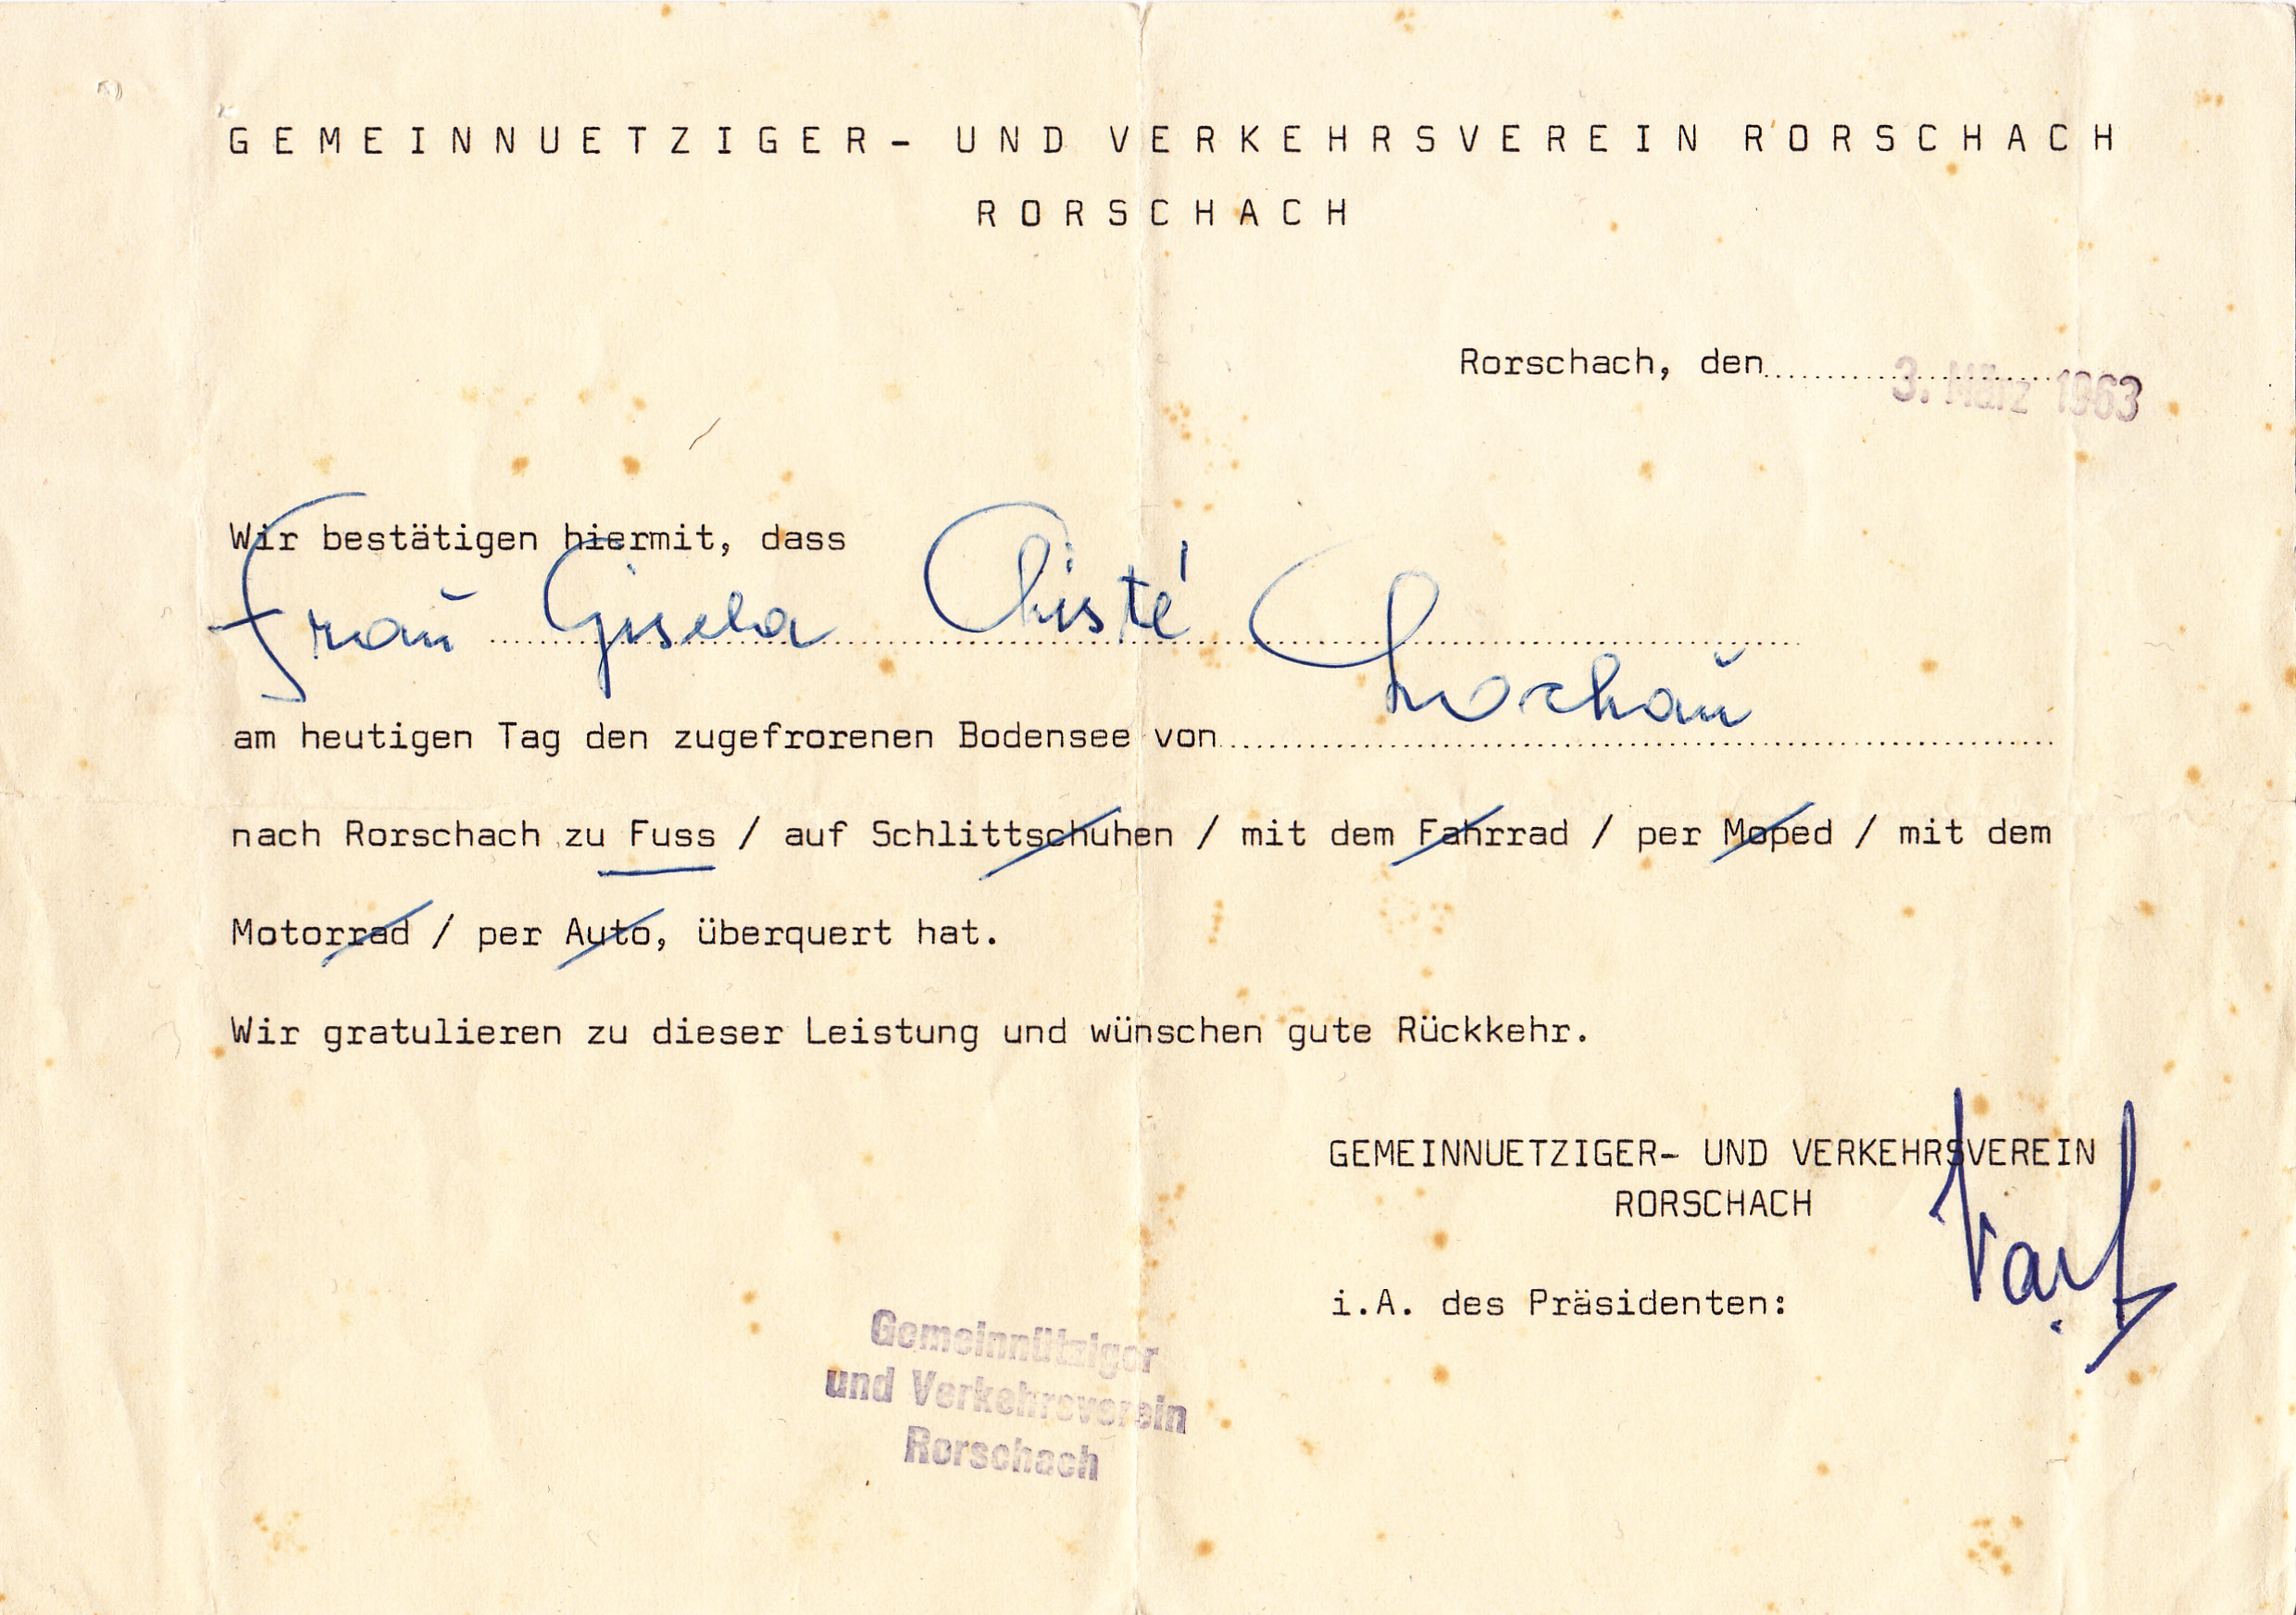 GEMEINNUETZIGER- UND VERKEHRSVEREIN RORSCHACH
RORSCHACH
Rorschach, den 3. März 1963
Wir bestätigen hiermit, dass
Frau Gisela Chisté
Lochau
am heutigen Tag den zugefrorenen Bodensee von
nach Rorschach zu Fuss / auf Schlittschuhen / mit dem Fahrrad / per Moped / mit dem
Motorrad / per Auto, überquert hat.
Wir gratulieren zu dieser Leistung und wünschen gute Rückkehr.
GEMEINNUETZIGER- UND VERKEHRSVEREIN
RORSCHACH
i.A. des Präsidenten:
Gemeinnütziger
und Verkehrsverein
Rorschach